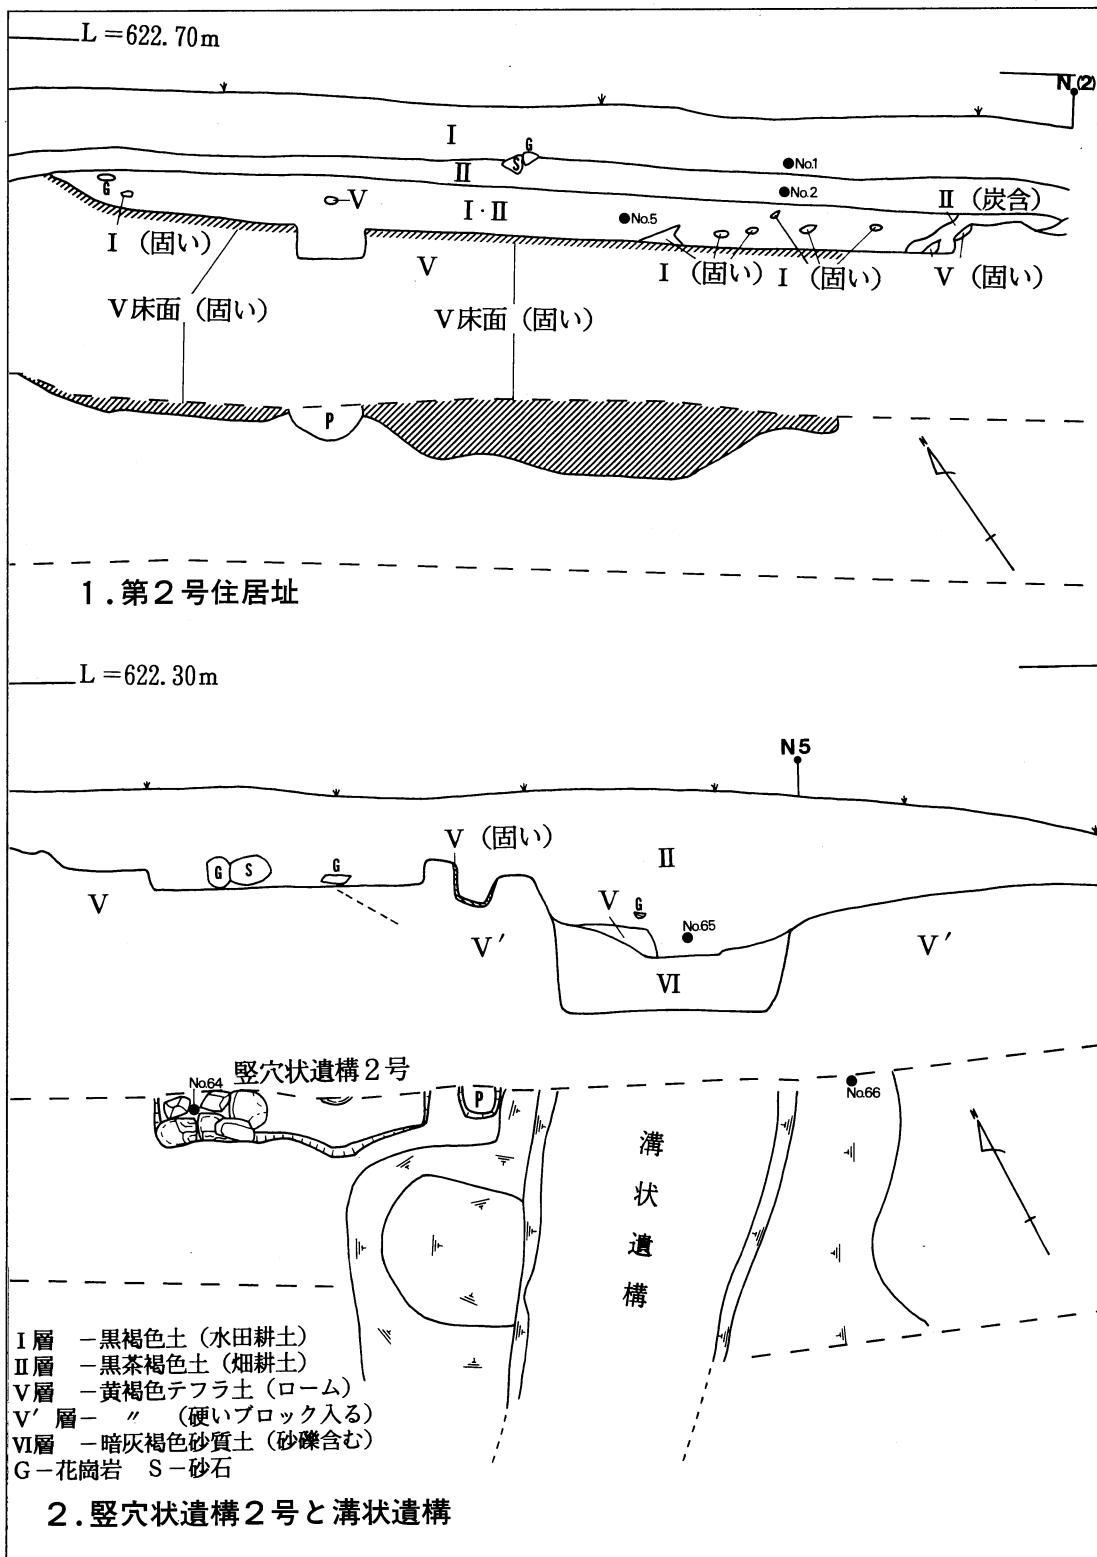 L=622.70m
N(2)
I
G
S
II
No.1
No.2
G
V
I・II
No.5
II（炭含）
I（固い）
V
I（固い）
I（固い）
V（固い）
V床面（固い）
V床面（固い）
P
N
1.第２号住居址
L=622.30m
N5
V（固い）
II
G
S
G
V
V
G
No.65
V′
V′
VI
竪穴状遺構２号
No.64
P
No.66
N
溝状遺構
I層 －黒褐色土（水田耕土）
II層 －黒茶褐色土（畑耕土）
V層 －黄褐色テフラ土（ローム）
V′層－ 〃 （硬いブロック入る）
VI層 －暗灰褐色砂質土（砂礫含む）
G－花崗岩 S－砂石
2.竪穴状遺構２号と溝状遺構